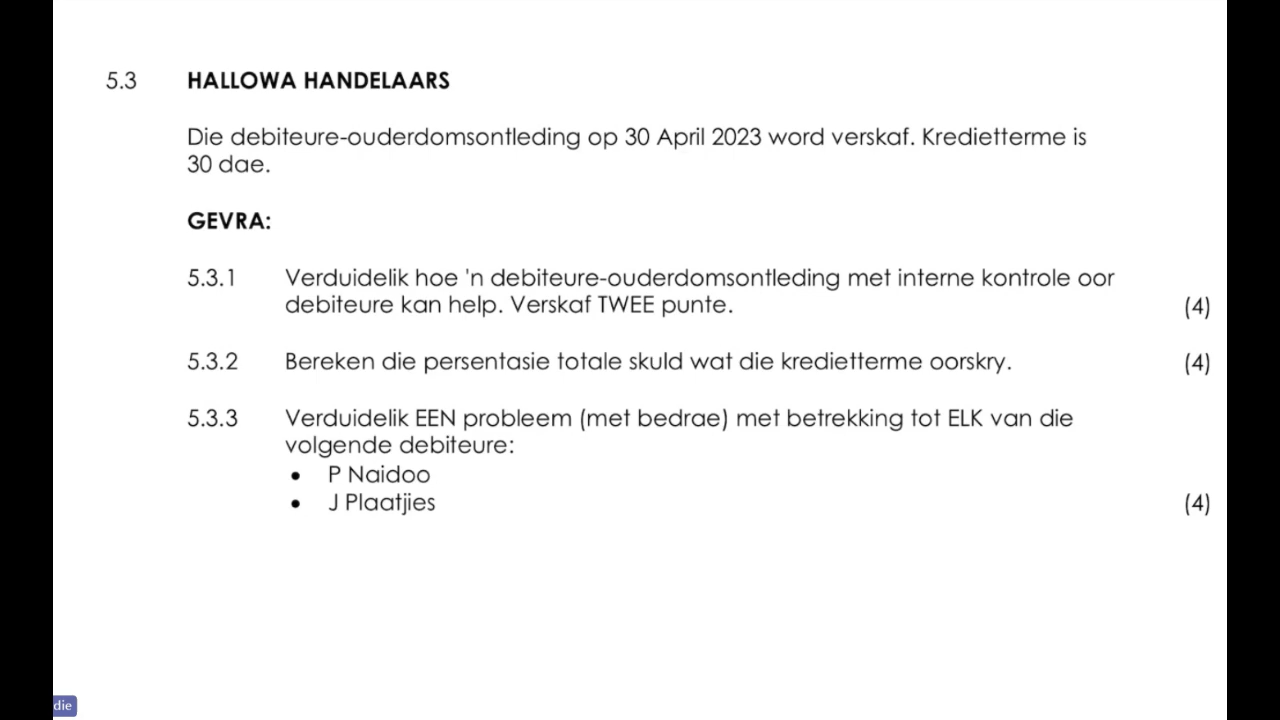 5.3 HALLOWA HANDELAARS
Die debiteure-ouderdomsontleding op 30 April 2023 word verskaf. Kredietterme is
30 dae.
GEVRA:
5.3.1 Verduidelik hoe 'n debiteure-ouderdomsontleding met interne kontrole oor
debiteure kan help. Verskaf TWEE punte. (4)
5.3.2 Bereken die persentasie totale skuld wat die kredietterme oorskry. (4)
5.3.3 Verduidelik EEN probleem (met bedrae) met betrekking tot ELK van die
volgende debiteure:
• P Naidoo
• J Plaatjies (4)
die